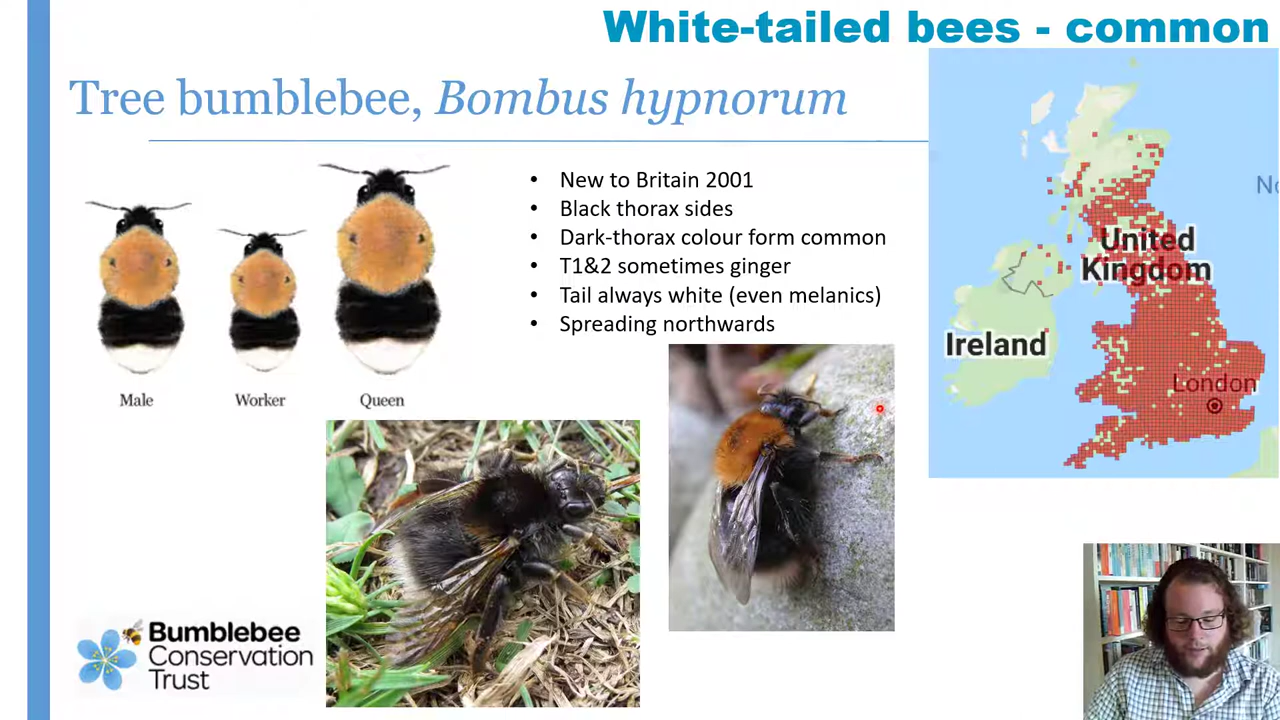 White-tailed bees - common
Tree bumblebee, Bombus hypnorum
• New to Britain 2001
• Black thorax sides
• Dark-thorax colour form common
• T1&2 sometimes ginger
• Tail always white (even melanics)
• Spreading northwards
Male
Worker
Queen
No
United
Kingdom
Ireland
London
Bumblebee
Conservation
Trust